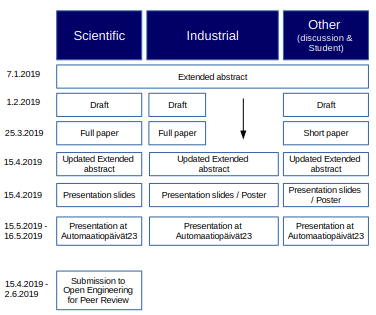 Scientific
Industrial
Other
(discussion &
Student)
7.1.2019
Extended abstract
1.2.2019
Draft
Draft
Draft
25.3.2019
Full paper
Full paper
Short paper
15.4.2019
Updated Extended
abstract
Updated Extended
abstract
Updated Extended
abstract
15.4.2019
Presentation slides
Presentation slides / Poster
Presentation slides
/ Poster
15.5.2019 -
16.5.2019
Presentation at
Automaatiopäivät23
Presentation at
Automaatiopäivät23
Presentation at
Automaatiopäivät23
15.4.2019 -
2.6.2019
Submission to
Open Engineering
for Peer Review